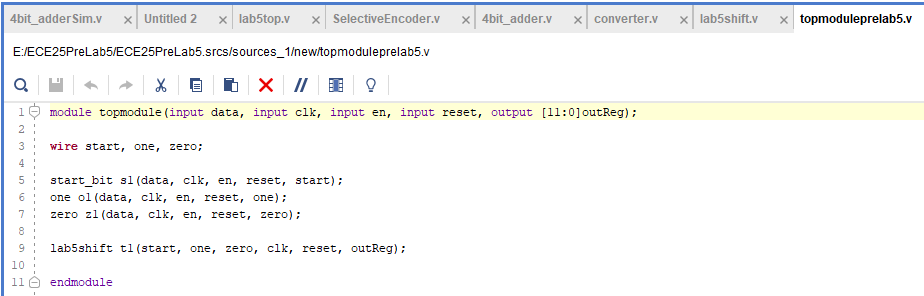 4bit_adderSim.v × Untitled 2 × lab5top.v × SelectiveEncoder.v × 4bit_adder.v × converter.v × lab5shift.v × topmoduleprelab5.v
E:/ECE25PreLab5/ECE25PreLab5.srcs/sources_1/new/topmoduleprelab5.v
1 module topmodule(input data, input clk, input en, input reset, output [11:0]outReg);
2
3 wire start, one, zero;
4
5 start_bit s1(data, clk, en, reset, start);
6 one o1(data, clk, en, reset, one);
7 zero z1(data, clk, en, reset, zero);
8
9 lab5shift t1(start, one, zero, clk, reset, outReg);
10
11 endmodule